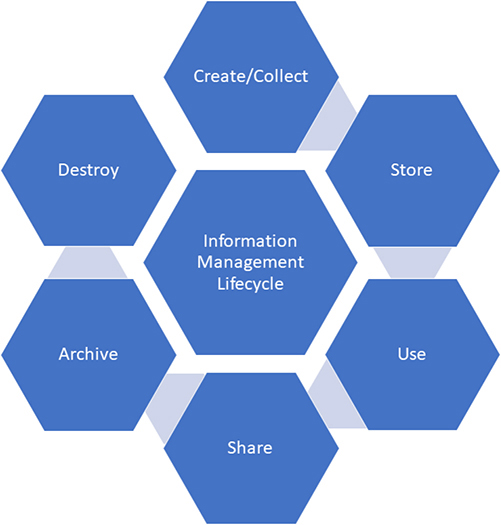 Create/Collect
Store
Use
Share
Archive
Destroy
Information
Management
Lifecycle